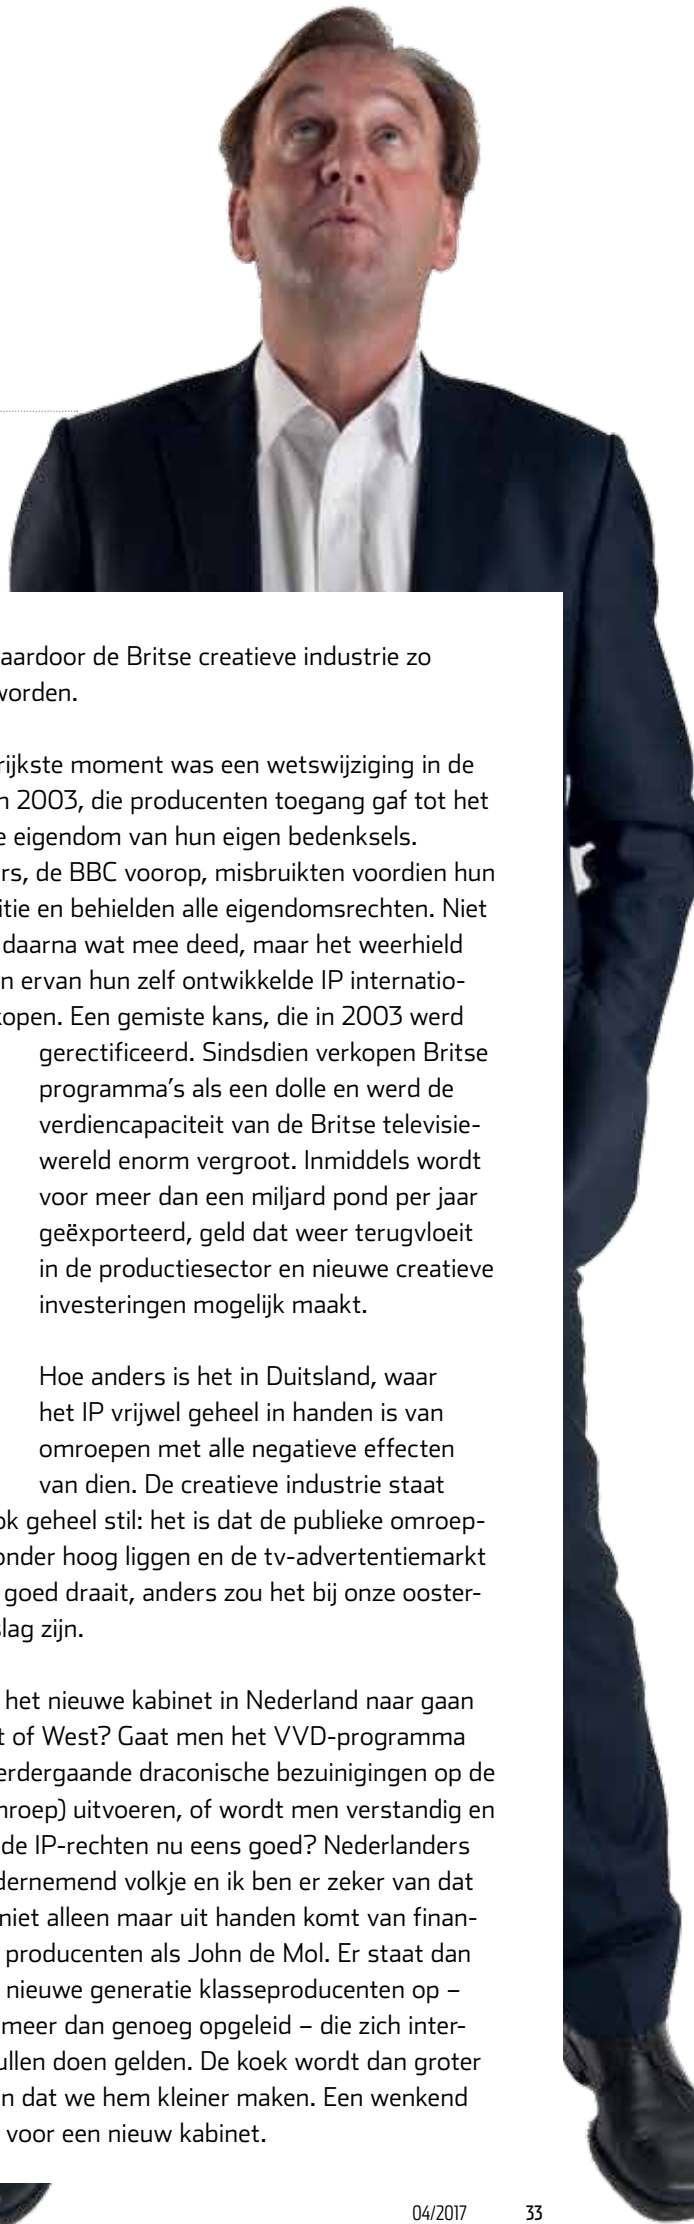 aardoor de Britse creatieve industrie zo
worden.
rijkste moment was een wetswijziging in de
n 2003, die producenten toegang gaf tot het
e eigendom van hun eigen bedenksels.
rs, de BBC voorop, misbruikten voordien hun
itie en behielden alle eigendomsrechten. Niet
daarna wat mee deed, maar het weerhield
n ervan hun zelf ontwikkelde IP internatio-
kopen. Een gemiste kans, die in 2003 werd
gerectificeerd. Sindsdien verkopen Britse
programma's als een dolle en werd de
verdiencapaciteit van de Britse televisie-
wereld enorm vergroot. Inmiddels wordt
voor meer dan een miljard pond per jaar
geëxporteerd, geld dat weer terugvloeit
in de productiesector en nieuwe creatieve
investeringen mogelijk maakt.
Hoe anders is het in Duitsland, waar
het IP vrijwel geheel in handen is van
omroepen met alle negatieve effecten
van dien. De creatieve industrie staat
ok geheel stil: het is dat de publieke omroep-
onder hoog liggen en de tv-advertentiemarkt
goed draait, anders zou het bij onze ooster-
lag zijn.
het nieuwe kabinet in Nederland naar gaan
t of West? Gaat men het VVD-programma
erdergaande draconische bezuinigingen op de
nroep) uitvoeren, of wordt men verstandig en
de IP-rechten nu eens goed? Nederlanders
dernemend volkje en ik ben er zeker van dat
niet alleen maar uit handen komt van finan-
producenten als John de Mol. Er staat dan
nieuwe generatie klasseproducenten op –
meer dan genoeg opgeleid – die zich inter-
ullen doen gelden. De koek wordt dan groter
n dat we hem kleiner maken. Een wenkend
voor een nieuw kabinet.
04/2017 33